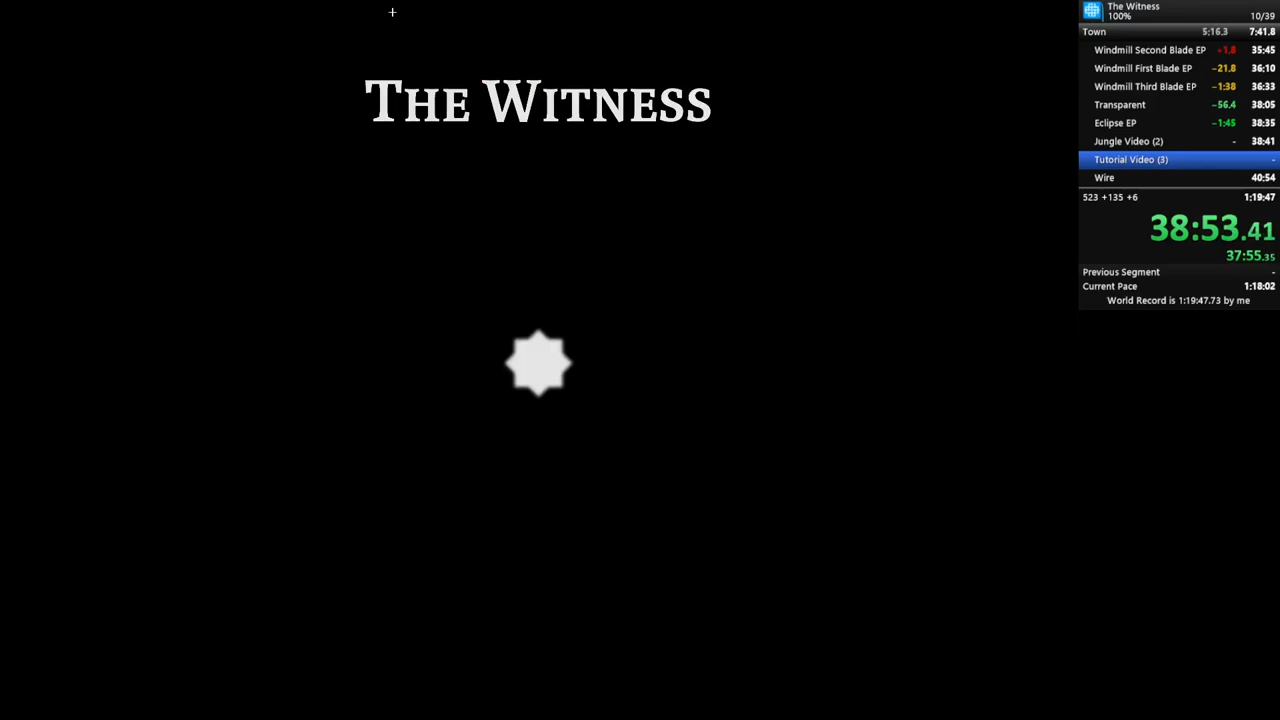 The Witness
100% 10/39
Town 5:16.3 7:41.8
Windmill Second Blade EP +1.8 35:45
Windmill First Blade EP −21.8 36:10
Windmill Third Blade EP −1:38 36:33
Transparent −56.4 38:05
Eclipse EP −1:45 38:35
Jungle Video (2) - 38:41
Tutorial Video (3) -
Wire 40:54
523 +135 +6 1:19:47
38:53.41
37:55.35
Previous Segment -
Current Pace 1:18:02
World Record is 1:19:47.73 by me
THE WITNESS